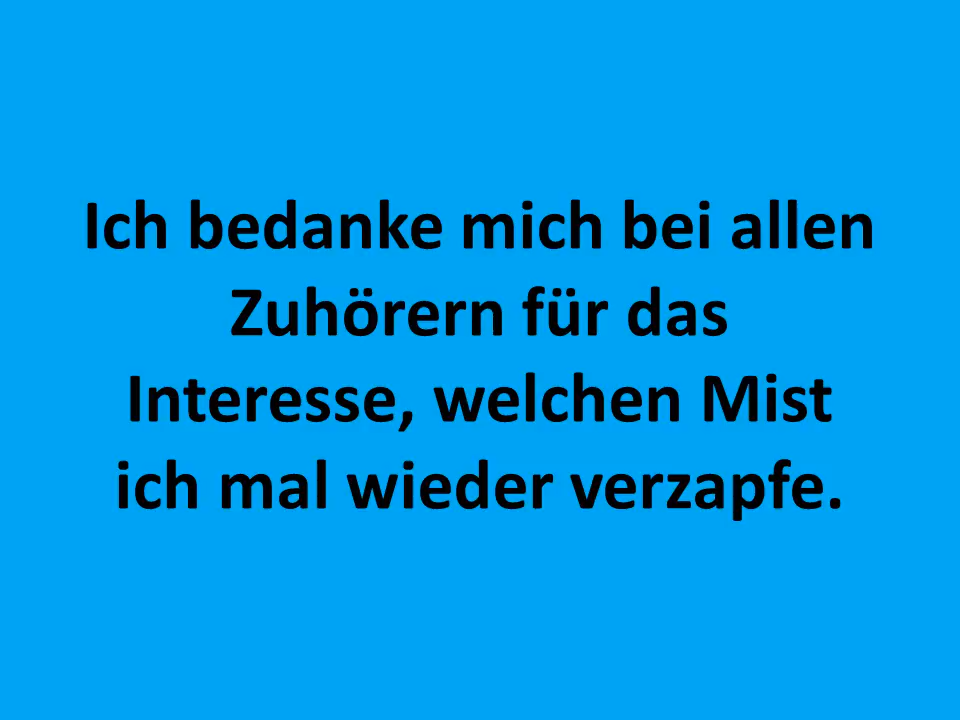 Ich bedanke mich bei allen
Zuhörern für das
Interesse, welchen Mist
ich mal wieder verzapfe.